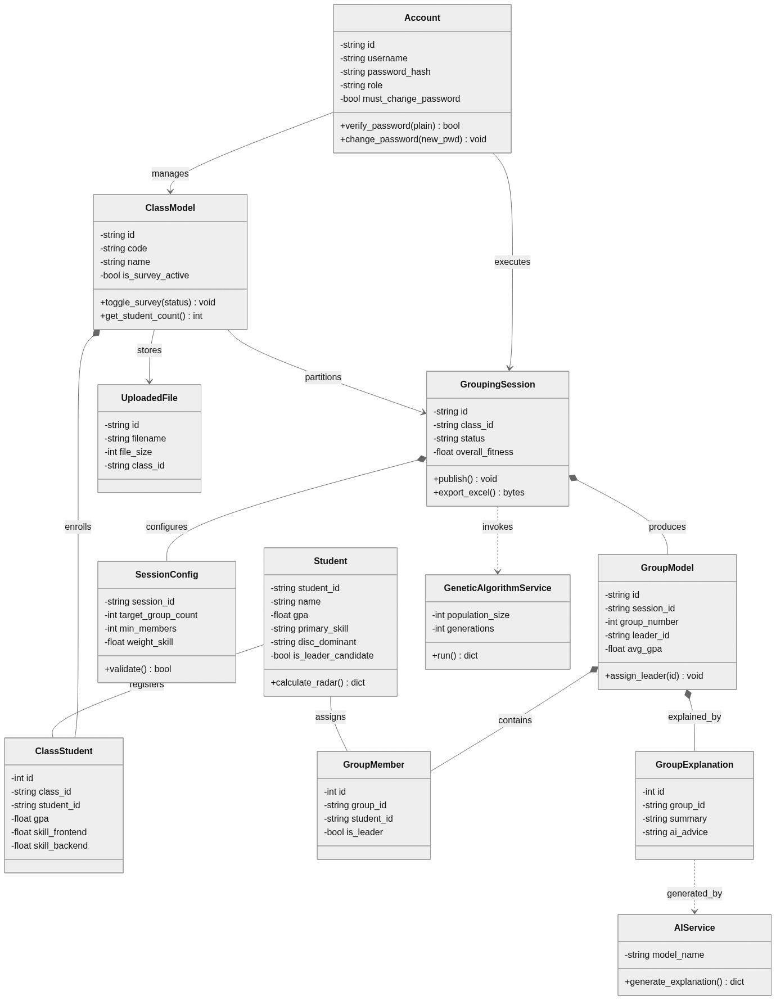 Account
-string id
-string username
-string password_hash
-string role
-bool must_change_password
+verify_password(plain) : bool
+change_password(new_pwd) : void
manages
ClassModel
-string id
-string code
-string name
-bool is_survey_active
+toggle_survey(status) : void
+get_student_count() : int
executes
stores
partitions
UploadedFile
-string id
-string filename
-int file_size
-string class_id
GroupingSession
-string id
-string class_id
-string status
-float overall_fitness
+publish() : void
+export_excel() : bytes
enrolls
configures
invokes
produces
SessionConfig
-string session_id
-int target_group_count
-int min_members
-float weight_skill
+validate() : bool
Student
-string student_id
-string name
-float gpa
-string primary_skill
-string disc_dominant
-bool is_leader_candidate
+calculate_radar() : dict
GeneticAlgorithmService
-int population_size
-int generations
+run() : dict
GroupModel
-string id
-string session_id
-int group_number
-string leader_id
-float avg_gpa
+assign_leader(id) : void
registers
assigns
contains
explained_by
ClassStudent
-int id
-string class_id
-string student_id
-float gpa
-float skill_frontend
-float skill_backend
GroupMember
-int id
-string group_id
-string student_id
-bool is_leader
GroupExplanation
-int id
-string group_id
-string summary
-string ai_advice
generated_by
AIService
-string model_name
+generate_explanation() : dict